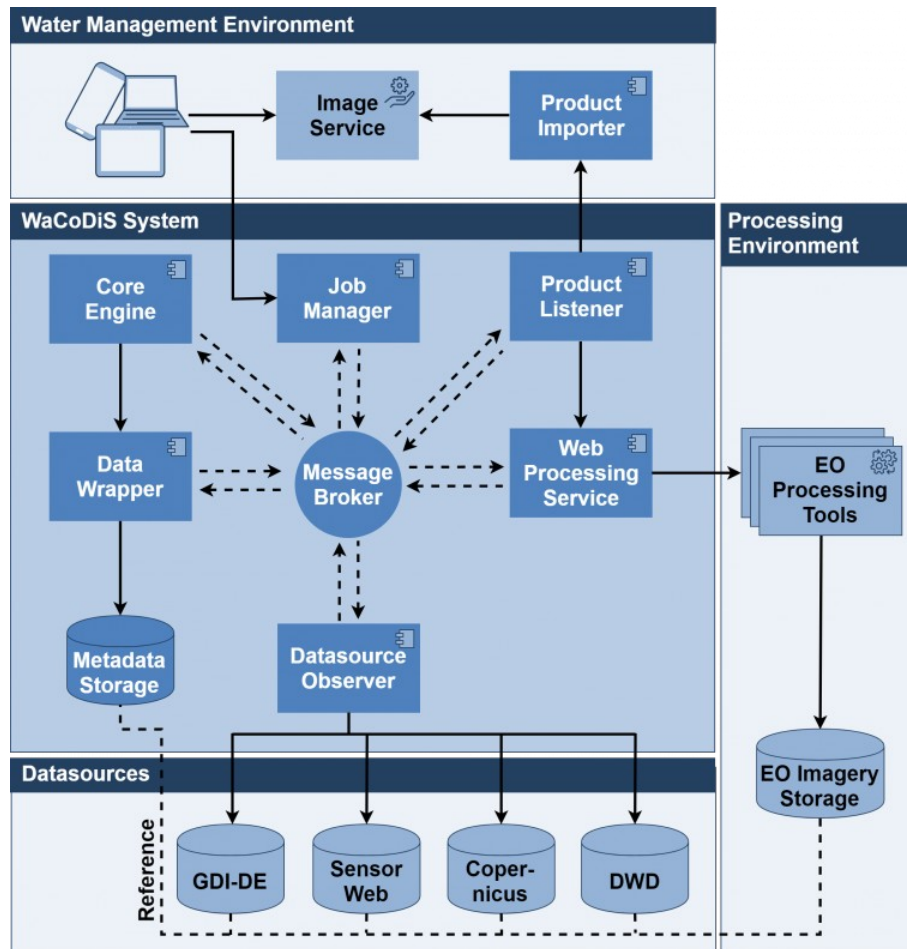 Water Management Environment
Image
Service
Product
Importer
WaCoDiS System
Processing
Environment
Core
Engine
Job
Manager
Product
Listener
Data
Wrapper
Message
Broker
Web
Processing
Service
EO
Processing
Tools
Metadata
Storage
Datasource
Observer
EO Imagery
Storage
Datasources
Reference
GDI-DE
Sensor
Web
Coper-
nicus
DWD